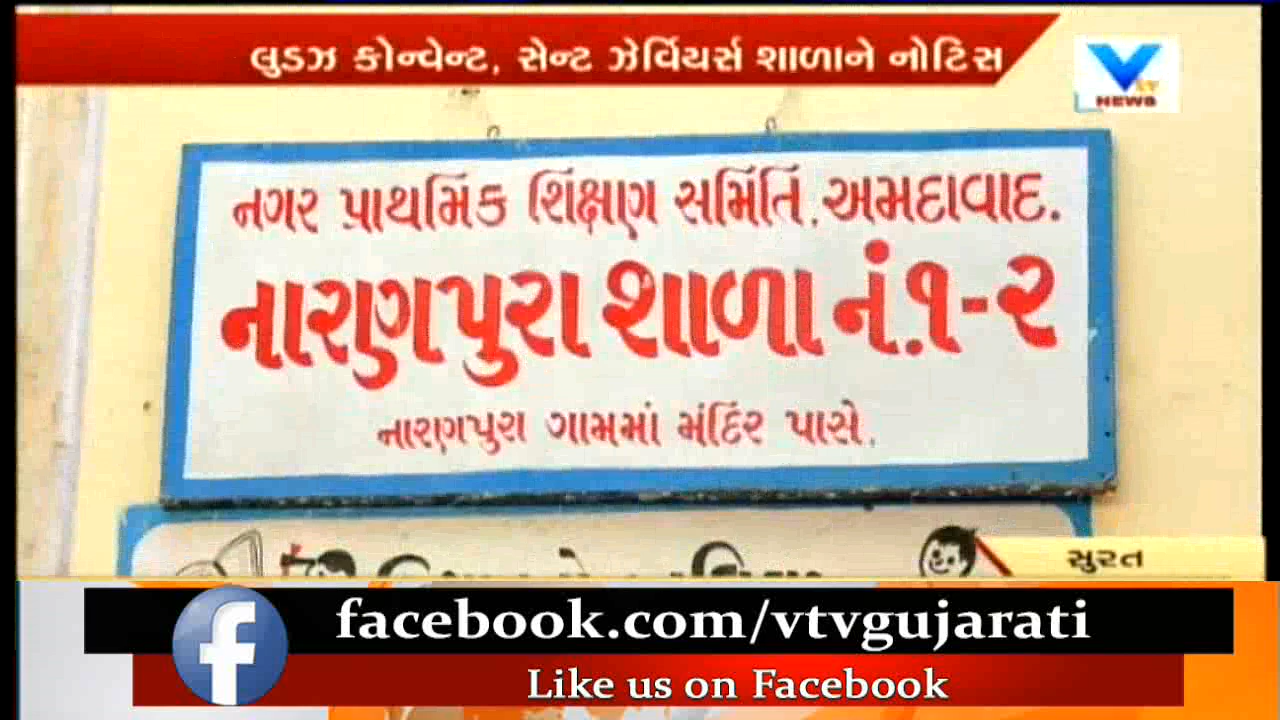 લુડઝ કોન્વેન્ટ, સેન્ટ ઝેર્વિયર્સ શાળાને નોટિસ
TV
NEWS
નગર પ્રાથમિક શિક્ષણ સમિતિ, અમદાવાદ.
નારણપુરા શાળા નં.૧-૨
નારણપુરા ગામમાં મંદિર પાસે.
સુરત
facebook.com/vtvgujarati
Like us on Facebook